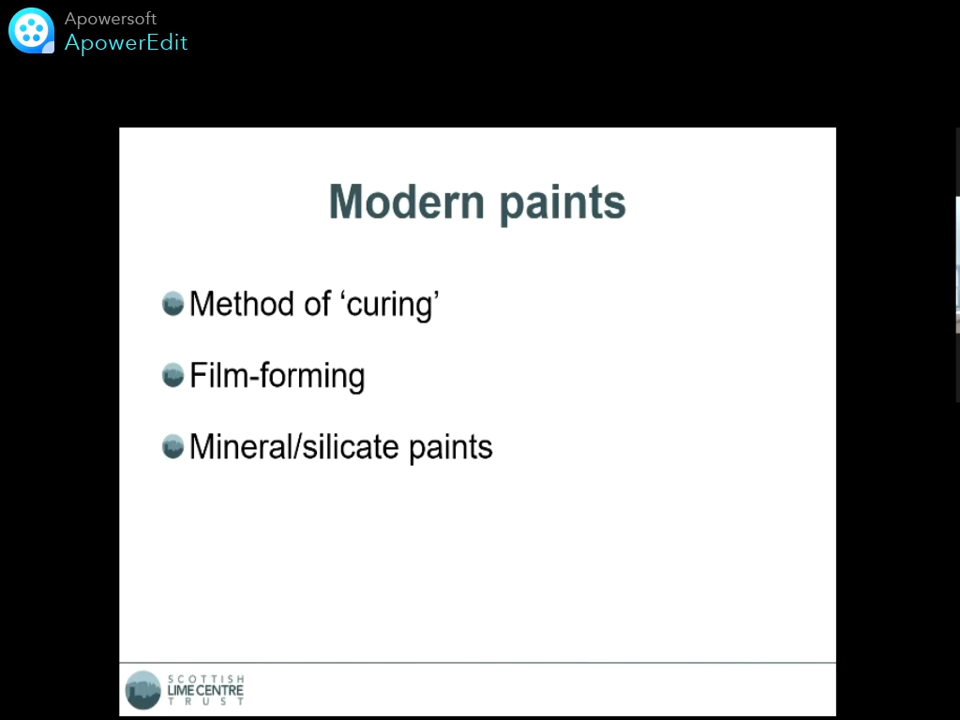 Apowersoft
ApowerEdit
Modern paints
Method of ‘curing’
Film-forming
Mineral/silicate paints
SCOTTISH
LIME CENTRE
TRUST